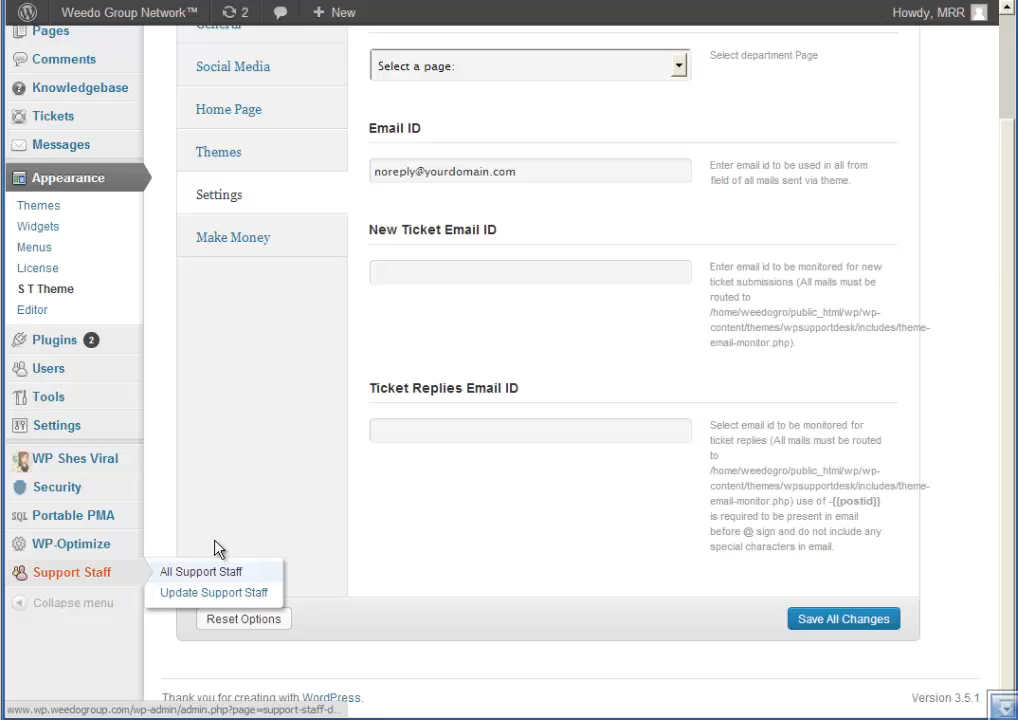 Weedo Group Network™ 2 New Howdy, MRR
Pages
Comments
Knowledgebase
Tickets
Messages
Appearance
Themes
Widgets
Menus
License
S T Theme
Editor
Plugins 2
Users
Tools
Settings
WP Shes Viral
Security
SQL Portable PMA
WP-Optimize
Support Staff
Collapse menu
All Support Staff
Update Support Staff
General
Social Media
Home Page
Themes
Settings
Make Money
Select a page:
Select department Page
Email ID
noreply@yourdomain.com
Enter email id to be used in all from
field of all mails sent via theme.
New Ticket Email ID
Enter email id to be monitored for new
ticket submissions (All mails must be
routed to
/home/weedogro/public_html/wp/wp-
content/themes/wpsupportdesk/includes/theme-
email-monitor.php).
Ticket Replies Email ID
Select email id to be monitored for
ticket replies (All mails must be routed
to
/home/weedogro/public_html/wp/wp-
content/themes/wpsupportdesk/includes/theme-
email-monitor.php) use of -{{postid}}
is required to be present in email
before @ sign and do not include any
special characters in email.
Reset Options
Save All Changes
Thank you for creating with WordPress.
Version 3.5.1
www.wp.weedogroup.com/wp-admin/admin.php?page=support-staff-d...